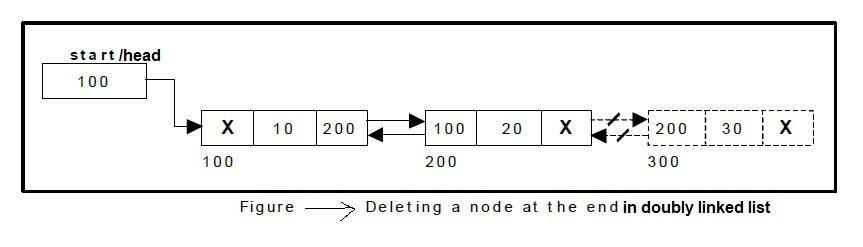 start/head
100
X 10 200 100 20 X 200 30 X
100 200 300
Figure Deleting a node at the end in doubly linked list